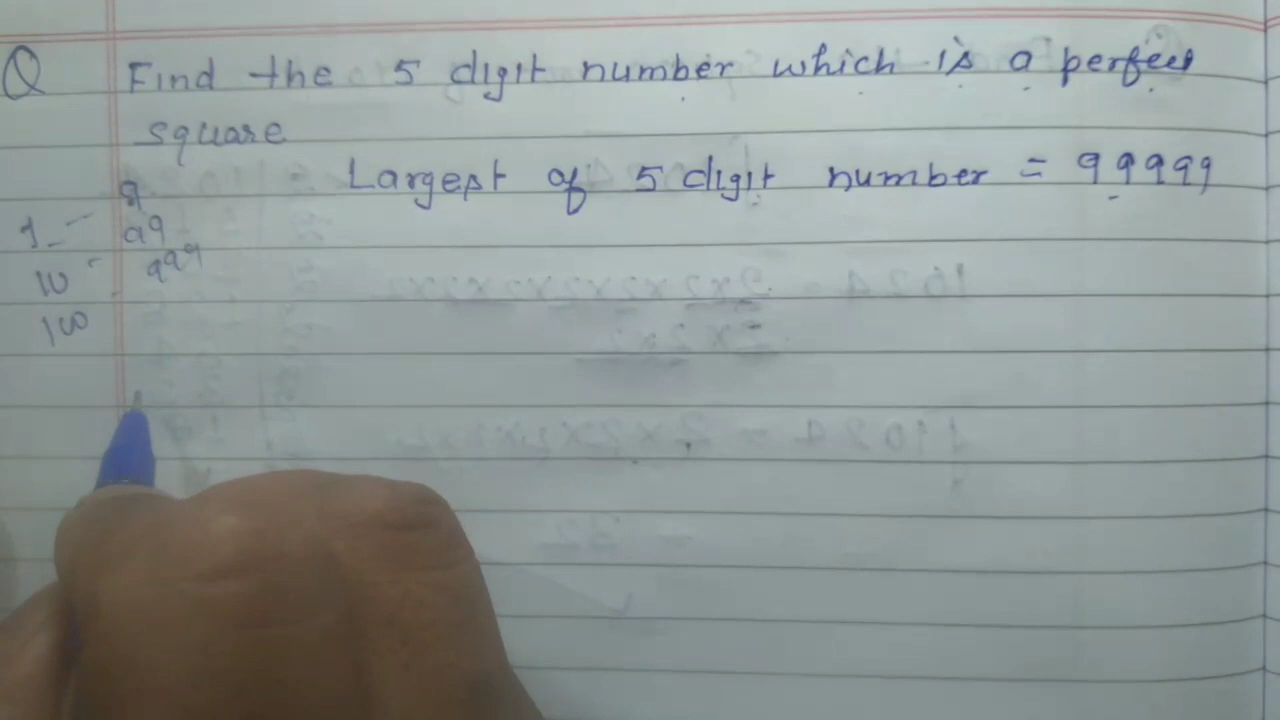 Q Find the 5 digit number which is a perfect
square
Largest of 5 digit number = 99999
9
1 - 99
10 - 999
100